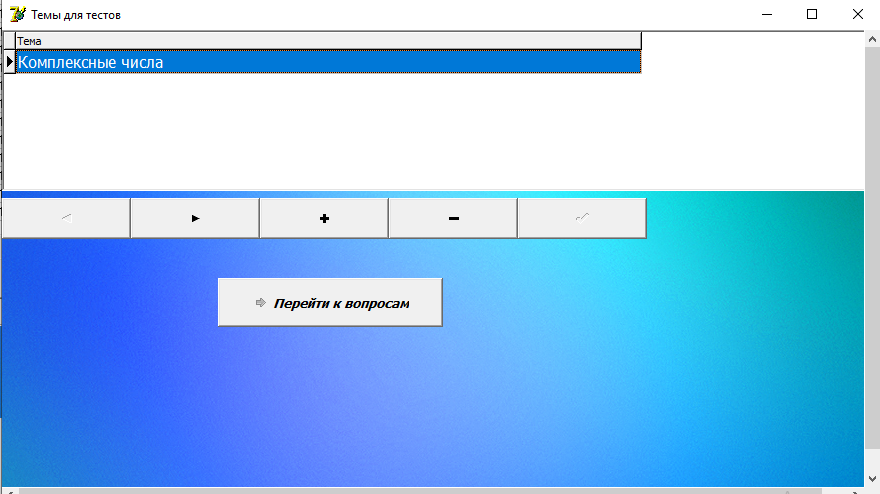 Темы для тестов
Тема
Комплексные числа
Перейти к вопросам